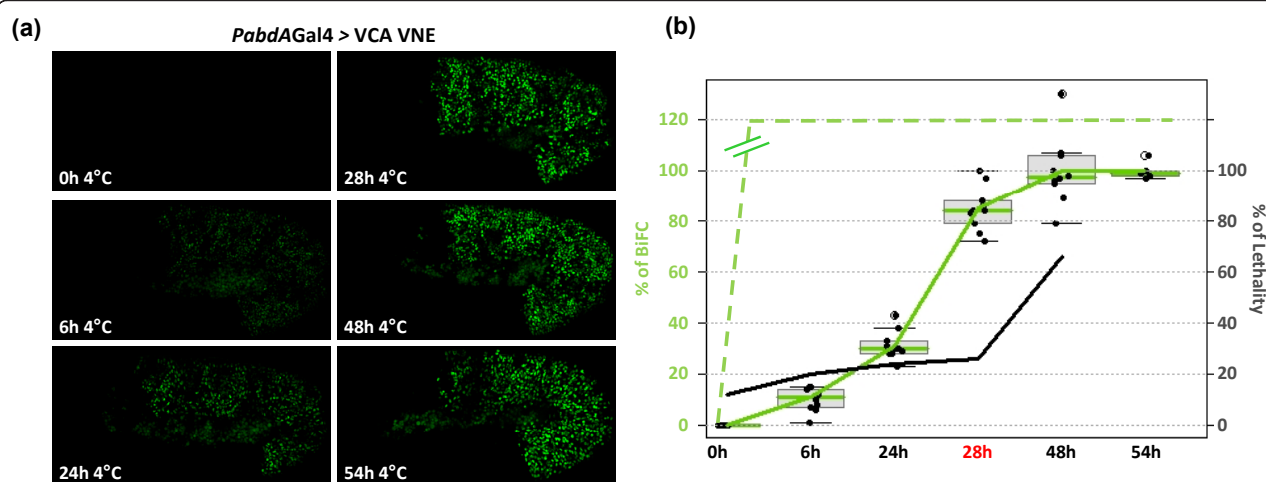 (a)
PabdAGal4 > VCA VNE
0h 4°C
28h 4°C
6h 4°C
48h 4°C
24h 4°C
54h 4°C
(b)
% of BiFC
120
100
80
60
40
20
0
100
80
60
40
20
0
% of Lethality
0h 6h 24h 28h 48h 54h